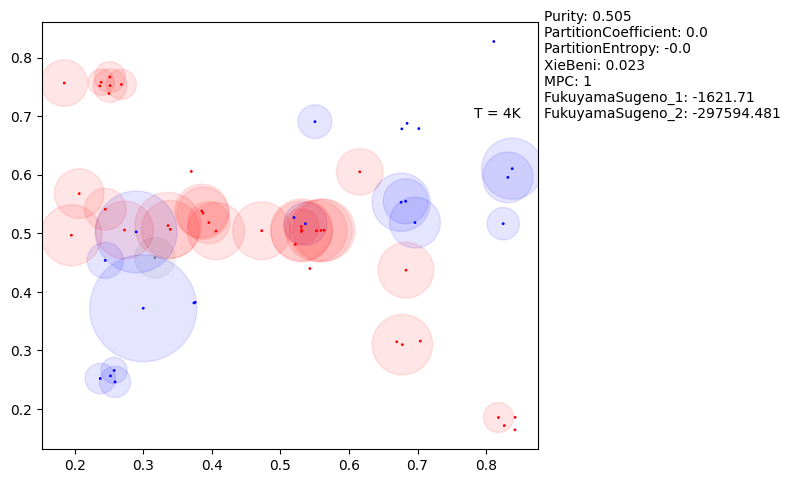 Purity: 0.505
PartitionCoefficient: 0.0
PartitionEntropy: -0.0
XieBeni: 0.023
MPC: 1
FukuyamaSugeno_1: -1621.71
FukuyamaSugeno_2: -297594.481
T = 4K
0.8
0.7
0.6
0.5
0.4
0.3
0.2
0.2 0.3 0.4 0.5 0.6 0.7 0.8